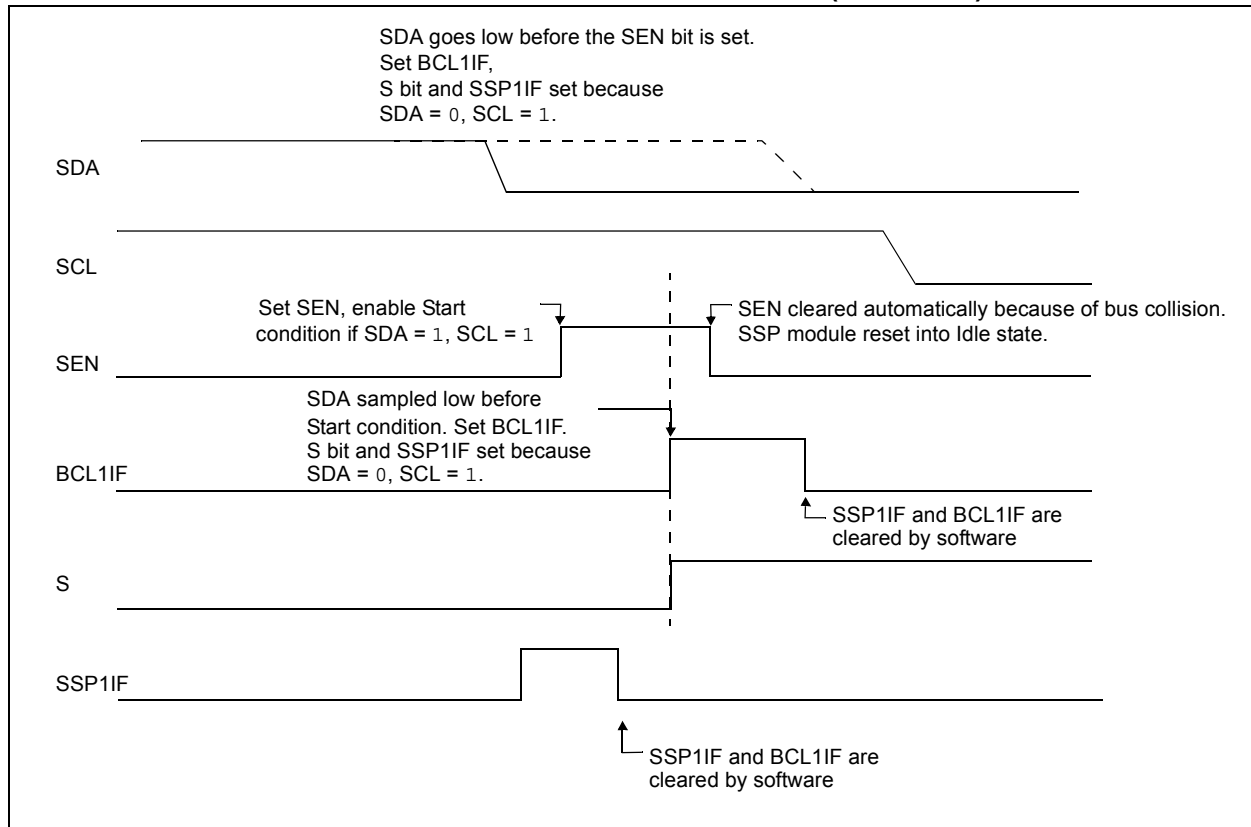 SDA goes low before the SEN bit is set.
Set BCL1IF,
S bit and SSP1IF set because
SDA = 0, SCL = 1.
SDA
SCL
Set SEN, enable Start
condition if SDA = 1, SCL = 1
SEN cleared automatically because of bus collision.
SSP module reset into Idle state.
SEN
SDA sampled low before
Start condition. Set BCL1IF.
S bit and SSP1IF set because
SDA = 0, SCL = 1.
BCL1IF
SSP1IF and BCL1IF are
cleared by software
S
SSP1IF
SSP1IF and BCL1IF are
cleared by software